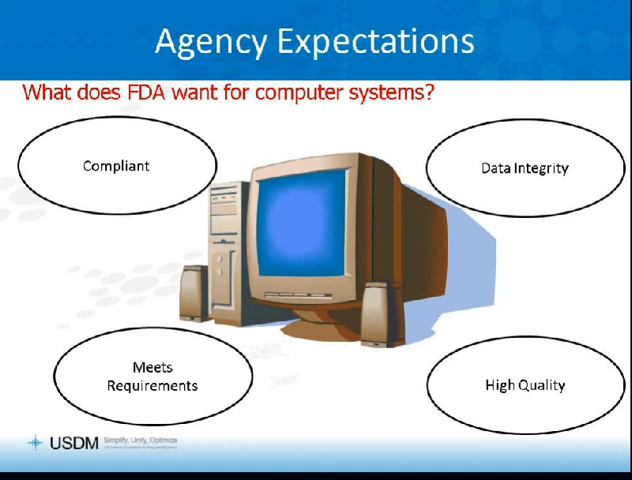 Agency Expectations
What does FDA want for computer systems?
Compliant
Data Integrity
Meets
Requirements
High Quality
USDM
Simplify, Unify, Optimize